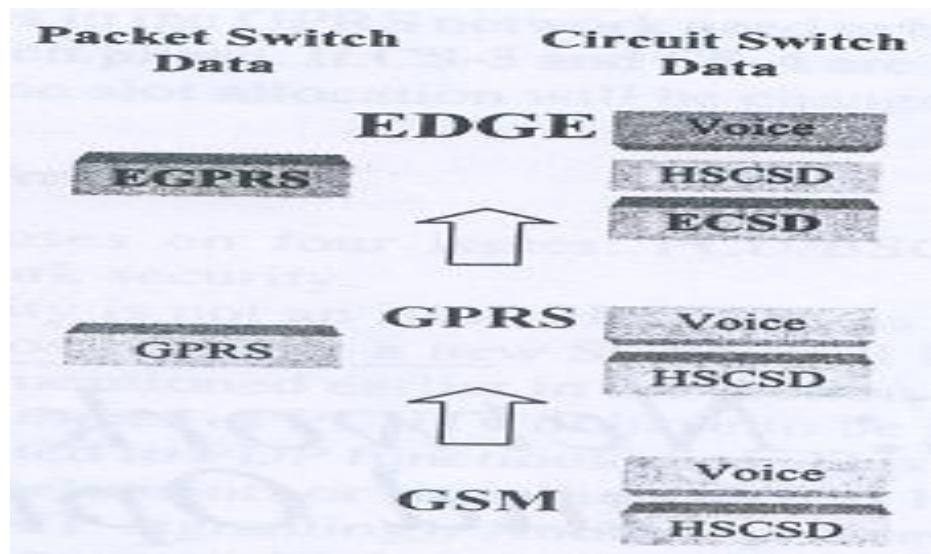 Packet Switch
Data
Circuit Switch
Data
EDGE
Voice
EGPRS
HSCSD
ECSD
GPRS
Voice
GPRS
HSCSD
GSM
Voice
HSCSD